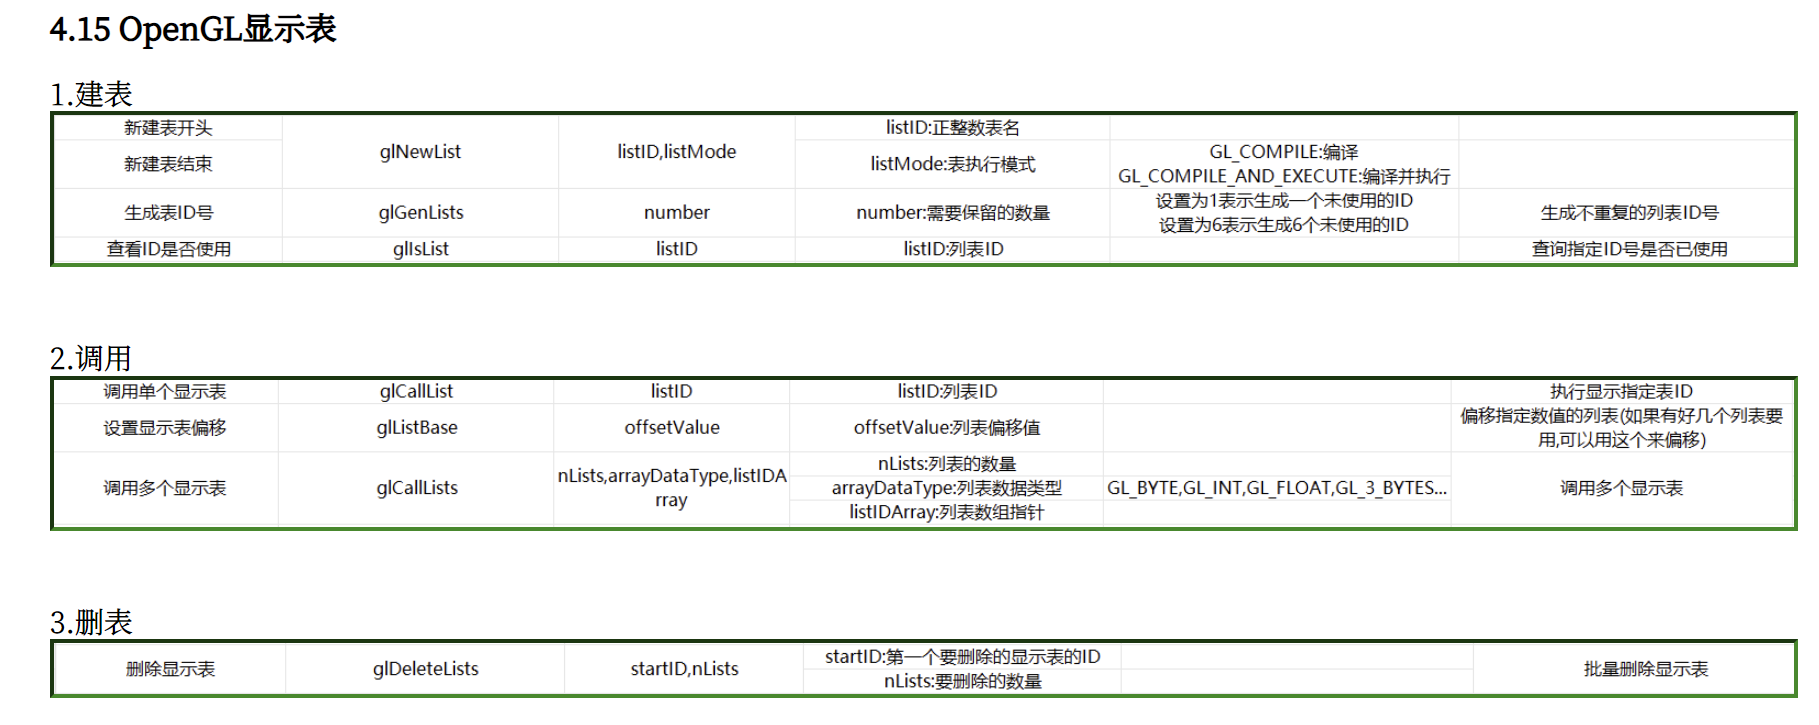 4.15 OpenGL显示表
1.建表
新建表开头
glNewList
listID,listMode
listID:正整数表名
新建表结束
listMode:表执行模式
GL_COMPILE:编译
GL_COMPILE_AND_EXECUTE:编译并执行
生成表ID号
glGenLists
number
number:需要保留的数量
设置为1表示生成一个未使用的ID
设置为6表示生成6个未使用的ID
生成不重复的列表ID号
查看ID是否使用
glIsList
listID
listID:列表ID
查询指定ID号是否已使用
2.调用
调用单个显示表
glCallList
listID
listID:列表ID
执行显示指定表ID
设置显示表偏移
glListBase
offsetValue
offsetValue:列表偏移值
偏移指定数值的列表(如果有好几个列表要
用,可以用这个来偏移)
调用多个显示表
glCallLists
nLists,arrayDataType,listIDA
rray
nLists:列表的数量
arrayDataType:列表数据类型
GL_BYTE,GL_INT,GL_FLOAT,GL_3_BYTES...
listIDArray:列表数组指针
调用多个显示表
3.删表
删除显示表
glDeleteLists
startID,nLists
startID:第一个要删除的显示表的ID
nLists:要删除的数量
批量删除显示表